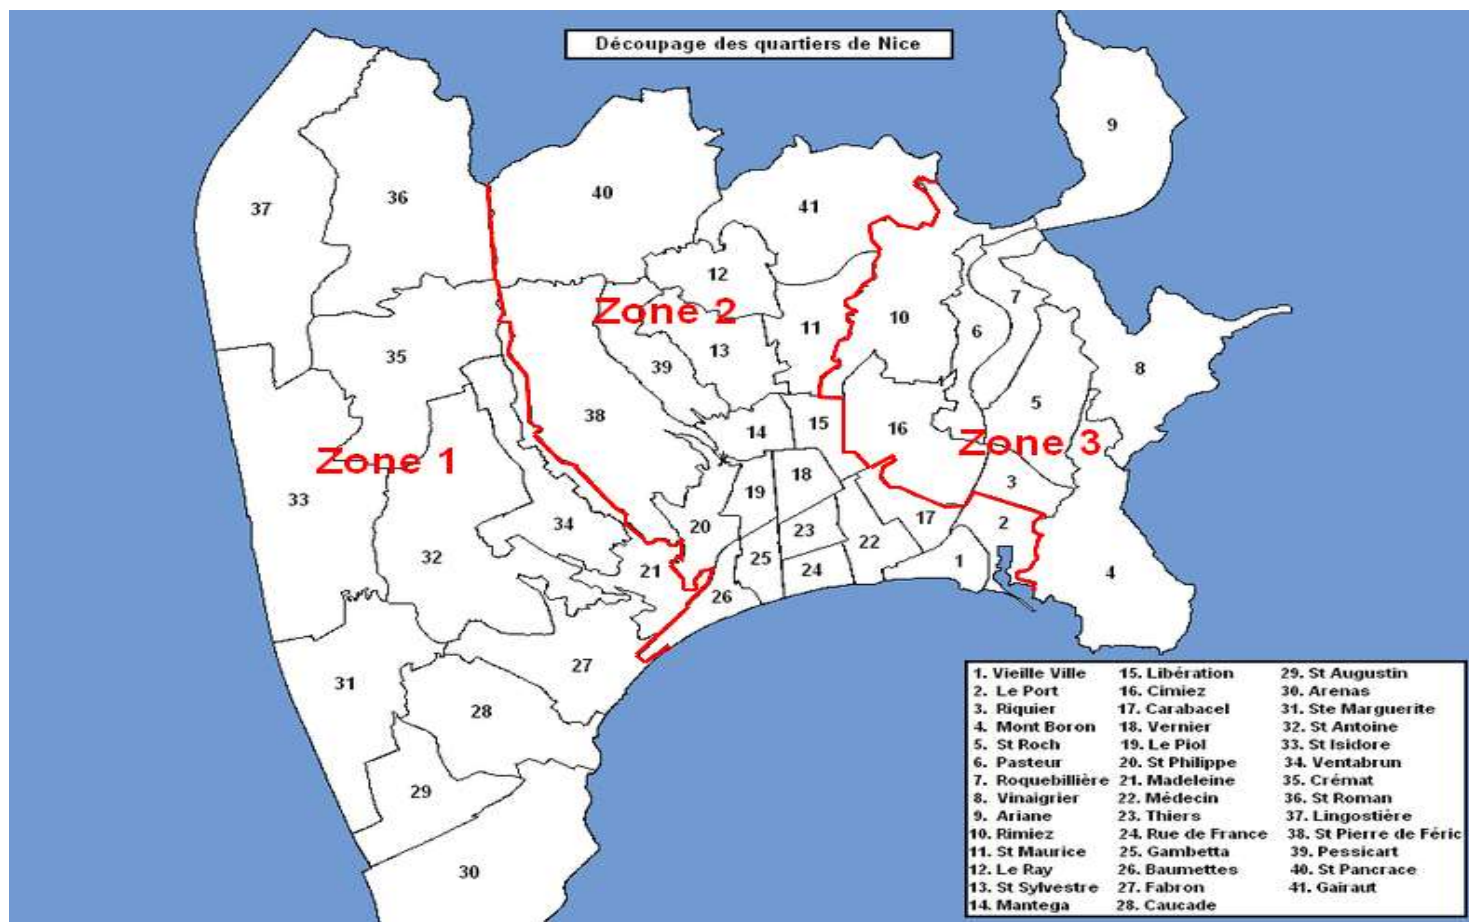 Découpage des quartiers de Nice
9
40
36
41
37
12
Zone 2
7
10
11
6
13
35
39
8
5
38
15
16
14
Zone 1
Zone 3
18
3
19
33
34
20
17
2
23
22
32
25
1
21
24
4
26
27
31
28
29
30
1. Vieille Ville
2. Le Port
3. Riquier
4. Mont Boron
5. St Roch
6. Pasteur
7. Roquebillière
8. Vinaigrier
9. Ariane
10. Rimiez
11. St Maurice
12. Le Ray
13. St Sylvestre
14. Mantega
15. Libération
16. Cimiez
17. Carabacel
18. Vernier
19. Le Piol
20. St Philippe
21. Madeleine
22. Médecin
23. Thiers
24. Rue de France
25. Gambetta
26. Baumettes
27. Fabron
28. Caucade
29. St Augustin
30. Arenas
31. Ste Marguerite
32. St Antoine
33. St Isidore
34. Ventabrun
35. Crémat
36. St Roman
37. Lingostière
38. St Pierre de Féric
39. Pessicart
40. St Pancrace
41. Gairaut